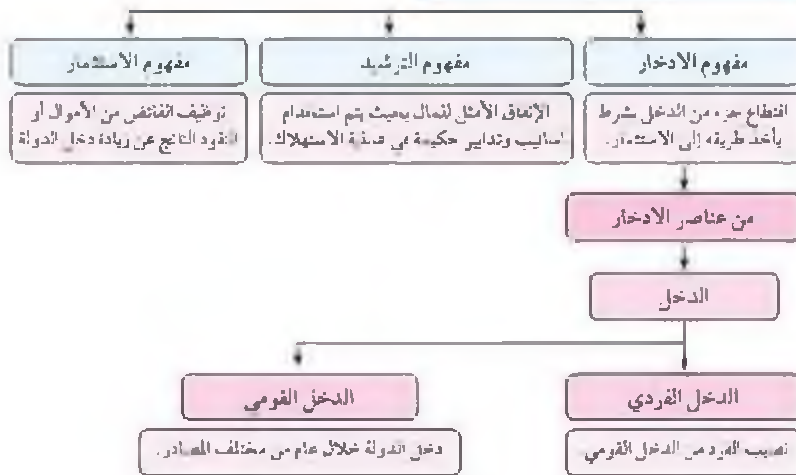 مفهوم الادخار
مفهوم الترشيد
مفهوم الاستثمار
اقتطاع جزء من الدخل بشرط
يأخذ طريقه إلى الاستثمار.
الإنفاق الأمثل للمال بحيث يتم استخدام
أساليب وتدابير حكيمة في عملية الاستهلاك.
توظيف الفائض من الأموال أو
النقود الناتج عن زيادة دخل الدولة
من عناصر الادخار
الدخل
الدخل الفردي
الدخل القومى
نصيب الفرد من الدخل القومي.
دخل الدولة خلال عام من مختلف المصادر.